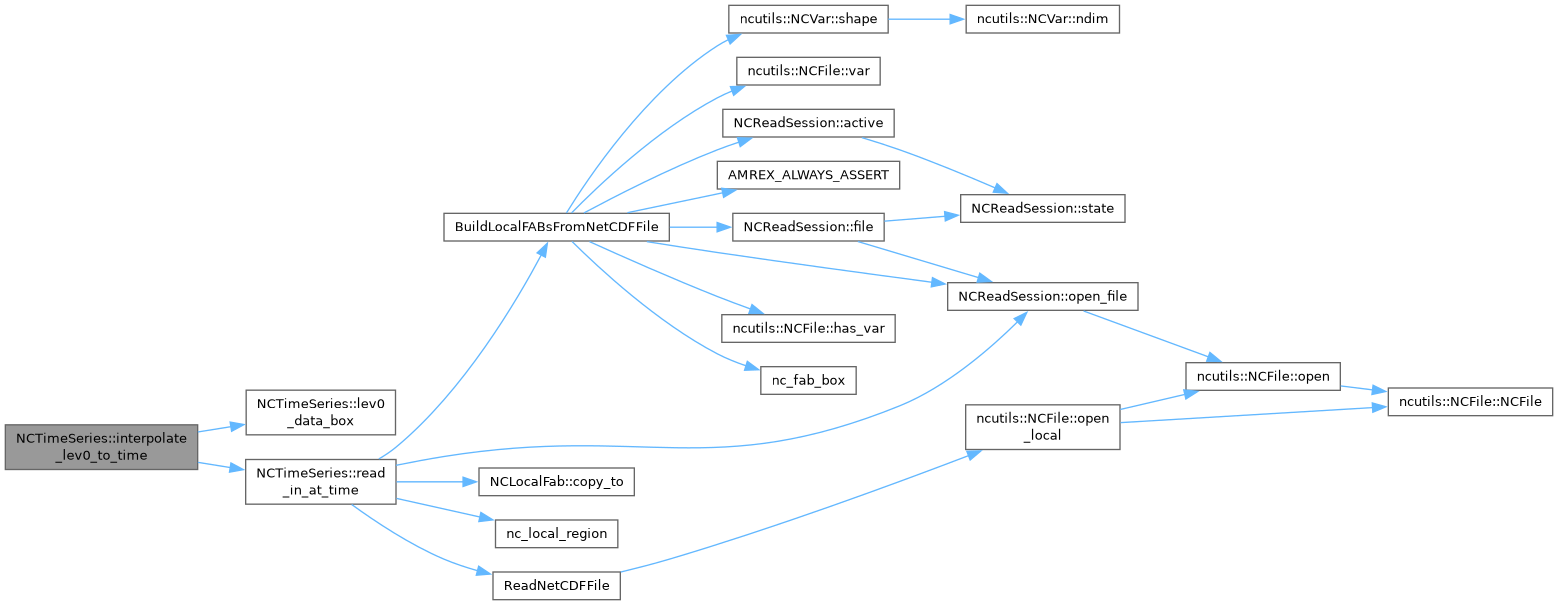 ncutils::NCVar::shape
ncutils::NCVar::ndim
ncutils::NCFile::var
NCReadSession::active
AMREX_ALWAYS_ASSERT
NCReadSession::state
BuildLocalFABsFromNetCDFFile
NCReadSession::file
NCReadSession::open_file
ncutils::NCFile::has_var
nc_fab_box
ncutils::NCFile::open
ncutils::NCFile::NCFile
NCTimeSeries::lev0
_data_box
ncutils::NCFile::open
_local
NCTimeSeries::interpolate
_lev0_to_time
NCTimeSeries::read
_in_at_time
NCLocalFab::copy_to
nc_local_region
ReadNetCDFFile